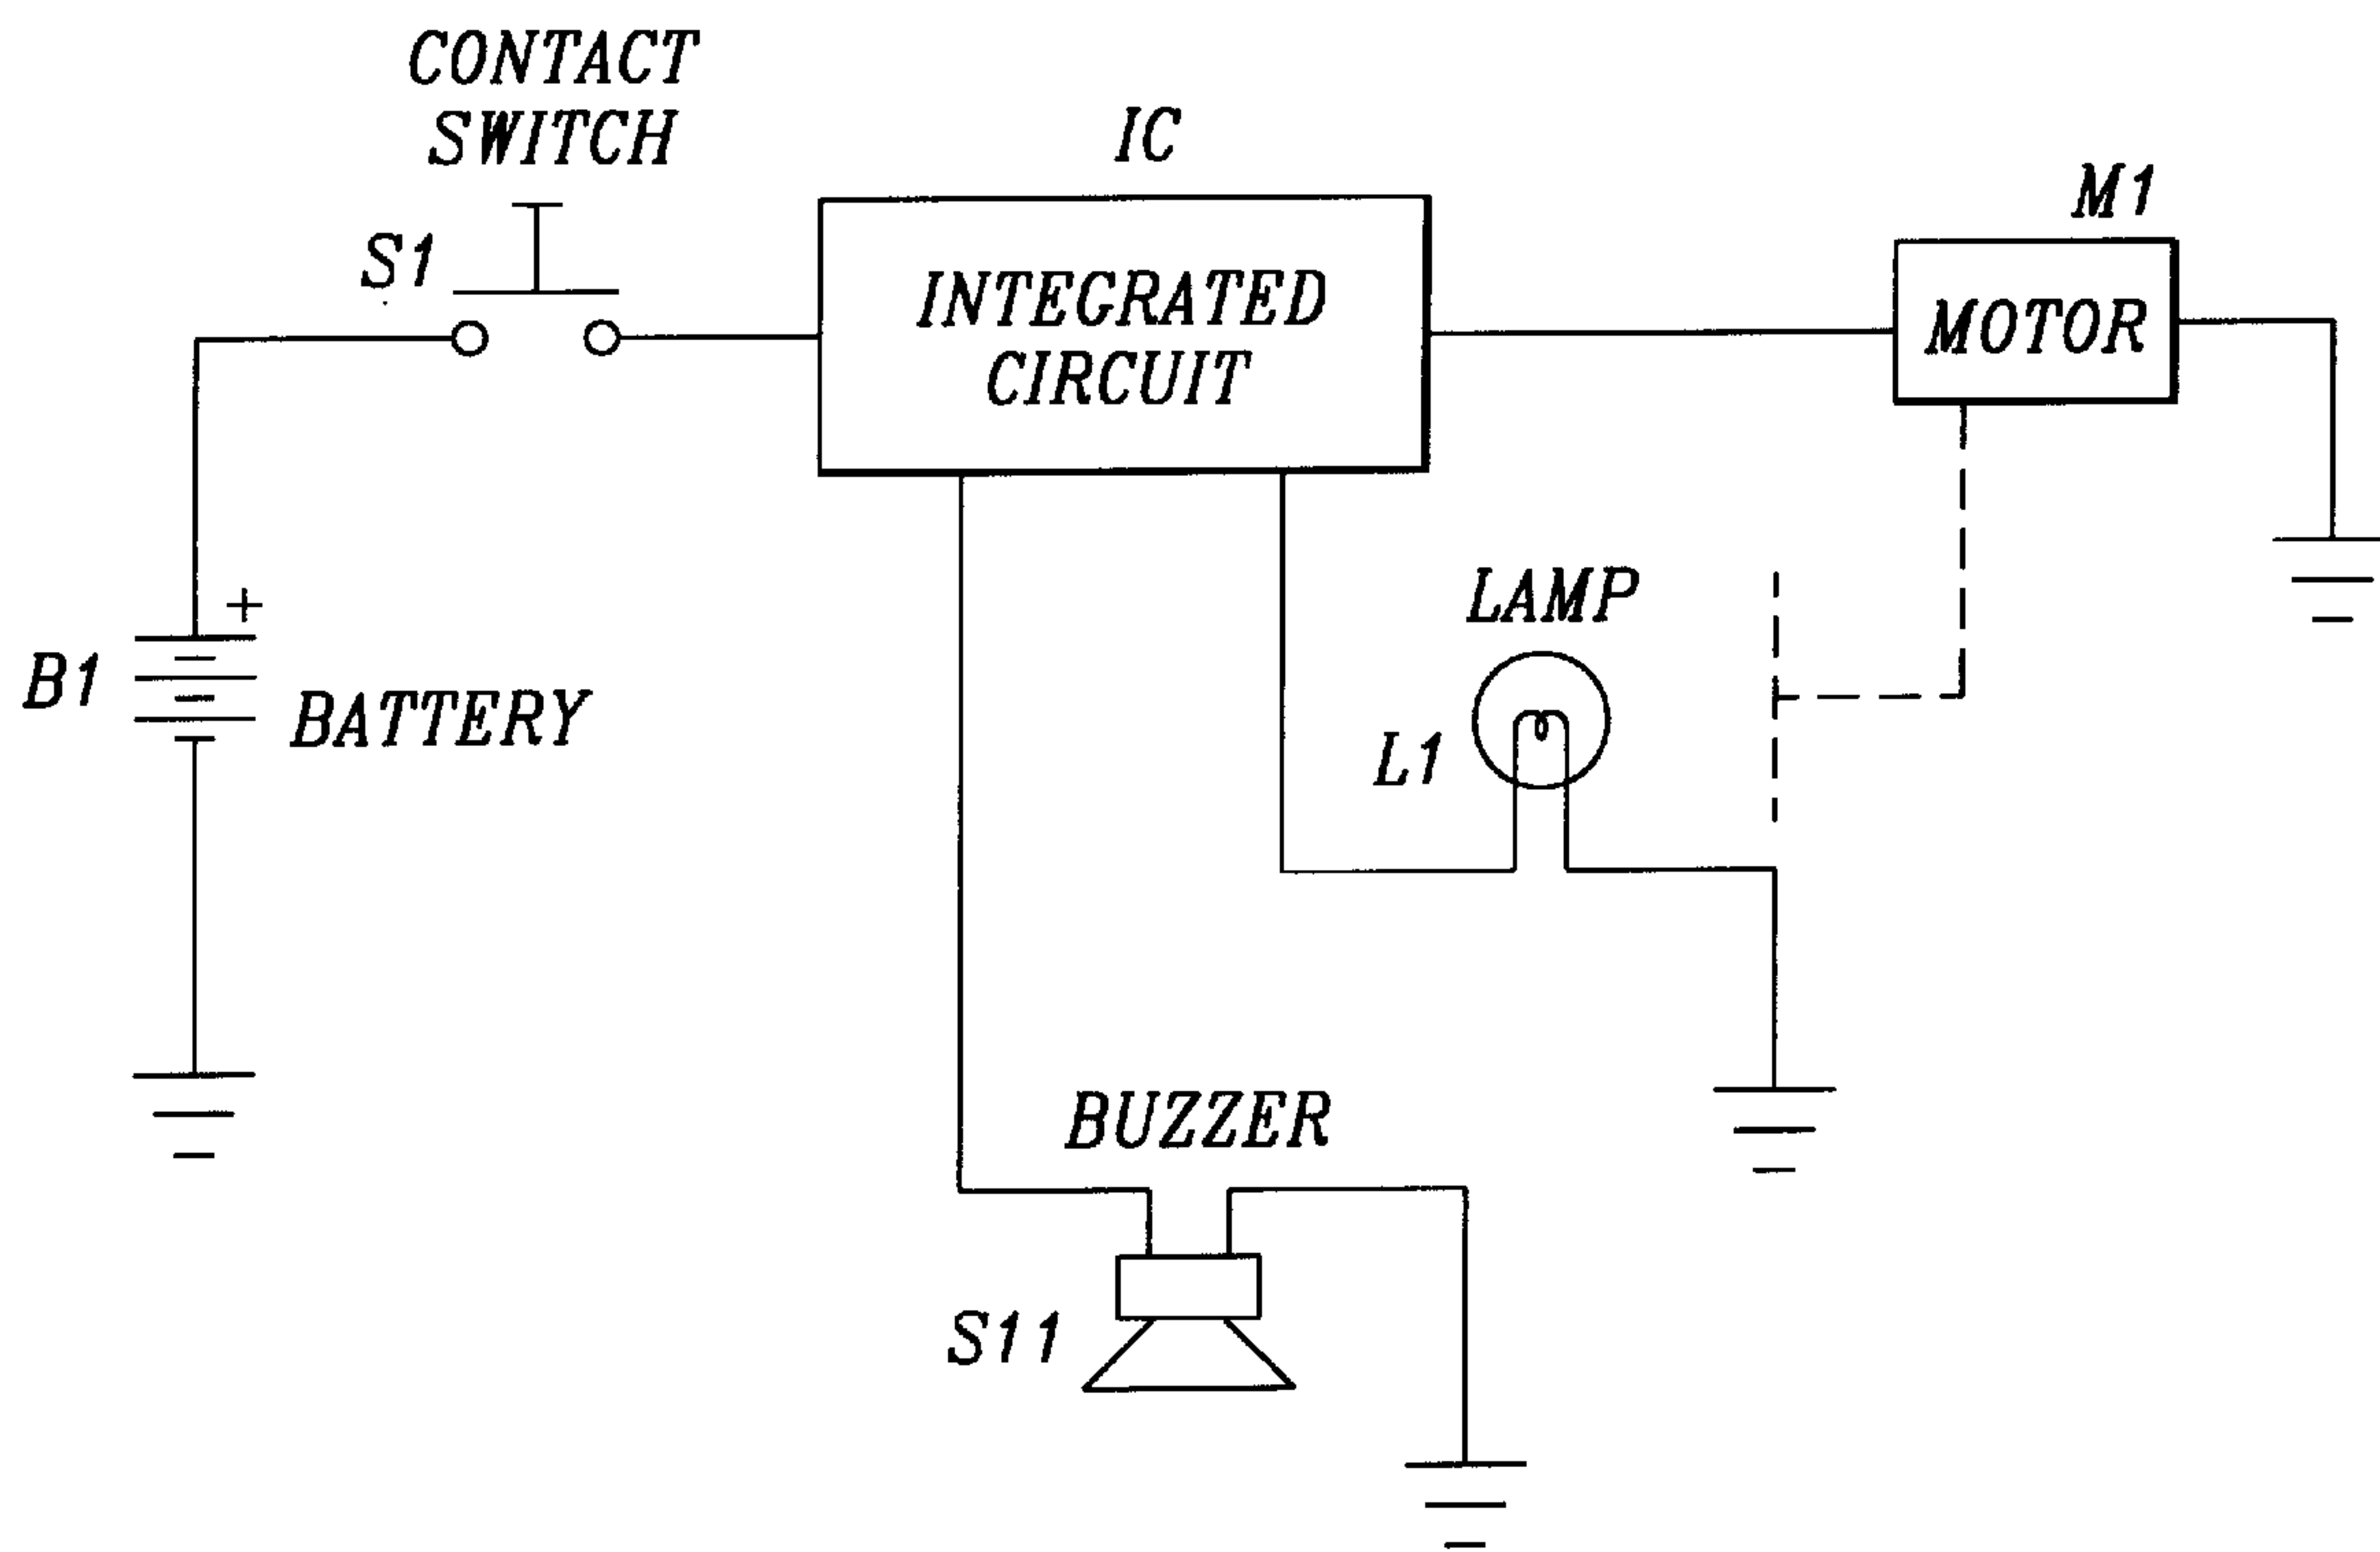 CONTACT
SWITCH
S1
IC
INTEGRATED
CIRCUIT
M1
MOTOR
+
B1
BATTERY
LAMP
L1
BUZZER
S11